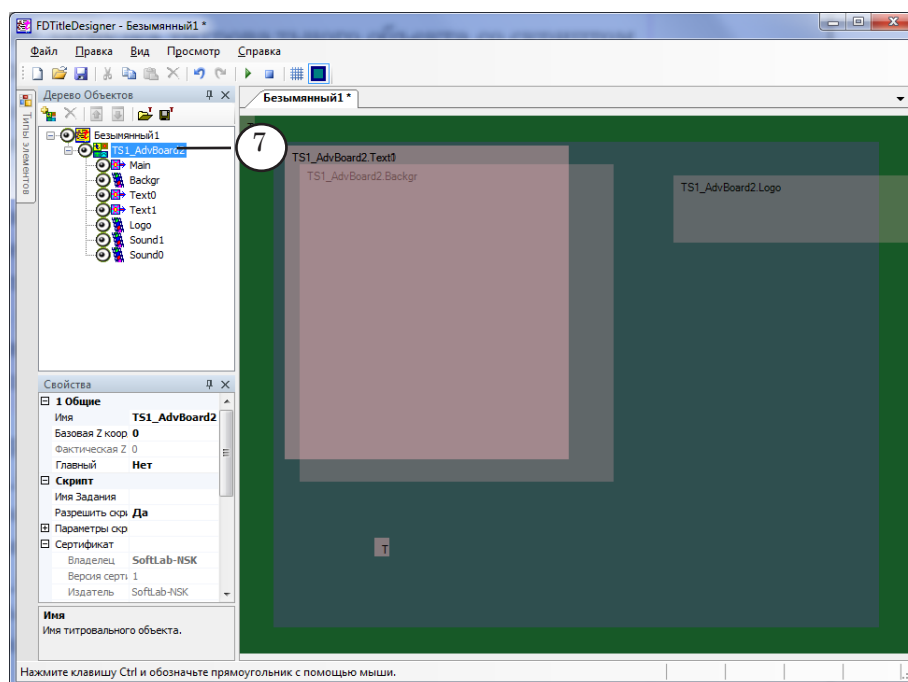 FDTitleDesigner - Безымянный1 *
Файл Правка Вид Просмотр Справка
Дерево Объектов
Безымянный1 *
Типы элементов
Безымянный1
TS1_AdvBoard2
7
Main
Backgr
Text0
Text1
Logo
Sound1
Sound0
TS1_AdvBoard2.Text0
TS1_AdvBoard2.Backgr
TS1_AdvBoard2.Logo
T
Свойства
1 Общие
Имя TS1_AdvBoard2
Базовая Z коор 0
Фактическая Z 0
Главный Нет
Скрипт
Имя Задания
Разрешить скри Да
Параметры скр
Сертификат
Владелец SoftLab-NSK
Версия серти 1
Издатель SoftLab-NSK
Имя
Имя титровального объекта.
Нажмите клавишу Ctrl и обозначьте прямоугольник с помощью мыши.